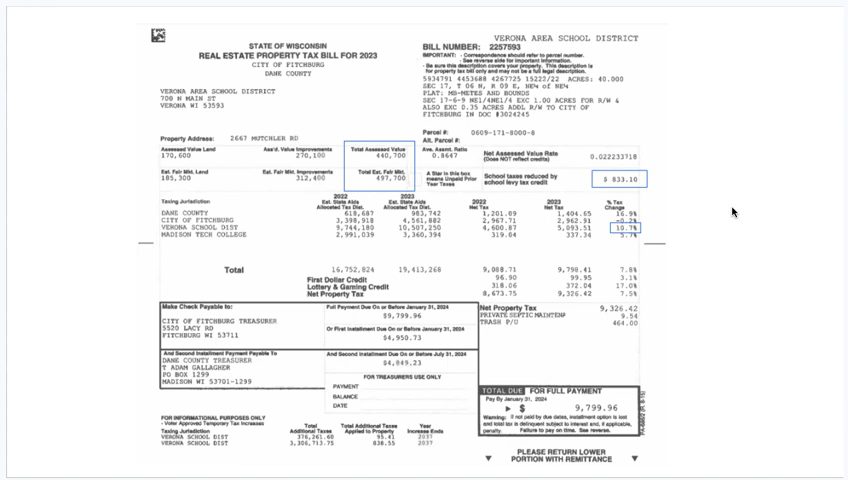 VERONA AREA SCHOOL DISTRICT
STATE OF WISCONSIN
REAL ESTATE PROPERTY TAX BILL FOR 2023
CITY OF FITCHBURG
DANE COUNTY
BILL NUMBER: 2257593
IMPORTANT: - Correspondence should refer to parcel number.
- See reverse side for important information.
- Be sure this description covers your property. This description is
for property tax bill only and may not be a full legal description.
5934791 4453688 4267725 15222/22 ACRES: 40.000
SEC 17, T 06 N, R 09 E, NE¼ of NE¼
PLAT: MB-METES AND BOUNDS
SEC 17-6-9 NE1/4NE1/4 EXC 1.00 ACRES FOR R/W &
ALSO EXC 0.35 ACRES ADDL R/W TO CITY OF
FITCHBURG IN DOC #3024245
VERONA AREA SCHOOL DISTRICT
700 N MAIN ST
VERONA WI 53593
Parcel #: 0609-171-8000-8
Alt. Parcel #:
Property Address: 2667 MUTCHLER RD
Assessed Value Land Ass'd. Value Improvements Total Assessed Value Ave. Assmt. Ratio Net Assessed Value Rate
170,600 270,100 440,700 0.8647 (Does NOT reflect credits) 0.022233718
Est. Fair Mkt. Land Est. Fair Mkt. Improvements Total Est. Fair Mkt. A Star in this box means Unpaid Prior Year Taxes School taxes reduced by school levy tax credit
185,300 312,400 497,700 $ 833.10
Taxing Jurisdiction 2022 Est. State Aids Allocated Tax Dist. 2023 Est. State Aids Allocated Tax Dist. 2022 Net Tax 2023 Net Tax % Tax Change
DANE COUNTY 618,687 983,742 1,201.09 1,404.65 16.9%
CITY OF FITCHBURG 3,398,918 4,561,882 2,967.71 2,962.91 -0.2%
VERONA SCHOOL DIST 9,744,180 10,507,250 4,600.87 5,093.51 10.7%
MADISON TECH COLLEGE 2,991,039 3,360,394 319.04 337.34 5.7%
Total 16,752,824 19,413,268 9,088.71 9,798.41 7.8%
First Dollar Credit 96.90 99.95 3.1%
Lottery & Gaming Credit 318.06 372.04 17.0%
Net Property Tax 8,673.75 9,326.42 7.5%
Make Check Payable to:
CITY OF FITCHBURG TREASURER
5520 LACY RD
FITCHBURG WI 53711
Full Payment Due On or Before January 31, 2024
$9,799.96
Or First Installment Due On or Before January 31, 2024
$4,950.73
Net Property Tax 9,326.42
PRIVATE SEPTIC MAINTENP 9.54
TRASH P/U 464.00
And Second Installment Payment Payable To
DANE COUNTY TREASURER
T ADAM GALLAGHER
PO BOX 1299
MADISON WI 53701-1299
And Second Installment Due On or Before July 31, 2024
$4,849.23
FOR TREASURERS USE ONLY
PAYMENT
BALANCE
DATE
TOTAL DUE FOR FULL PAYMENT
Pay By January 31, 2024
$ 9,799.96
Warning: If not paid by due dates, installment option is lost
and total tax is delinquent subject to interest and, if applicable,
penalty. Failure to pay on time. See reverse.
FOR INFORMATIONAL PURPOSES ONLY
- Voter Approved Temporary Tax Increases
Taxing Jurisdiction Total Additional Taxes Total Additional Taxes Applied to Property Year Increase Ends
VERONA SCHOOL DIST 376,261.60 95.41 2037
VERONA SCHOOL DIST 3,306,713.75 838.55 2037
PLEASE RETURN LOWER
PORTION WITH REMITTANCE